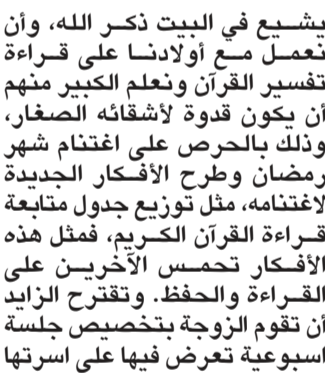 يشيع في البيت ذكر الله، وأن
نعمل مع أولادنا على قراءة
تفسير القرآن ونعلم الكبير منهم
أن يكون قدوة لأشقائه الصغار،
وذلك بالحرص على اغتنام شهر
رمضان وطرح الأفكار الجديدة
لاغتنامه، مثل توزيع جدول متابعة
قراءة القرآن الكريم، فمثل هذه
الأفكار تحمس الآخرين على
القراءة والحفظ. وتقترح الزايد
أن تقوم الزوجة بتخصيص جلسة
اسبوعية تعرض فيها على اسرتها